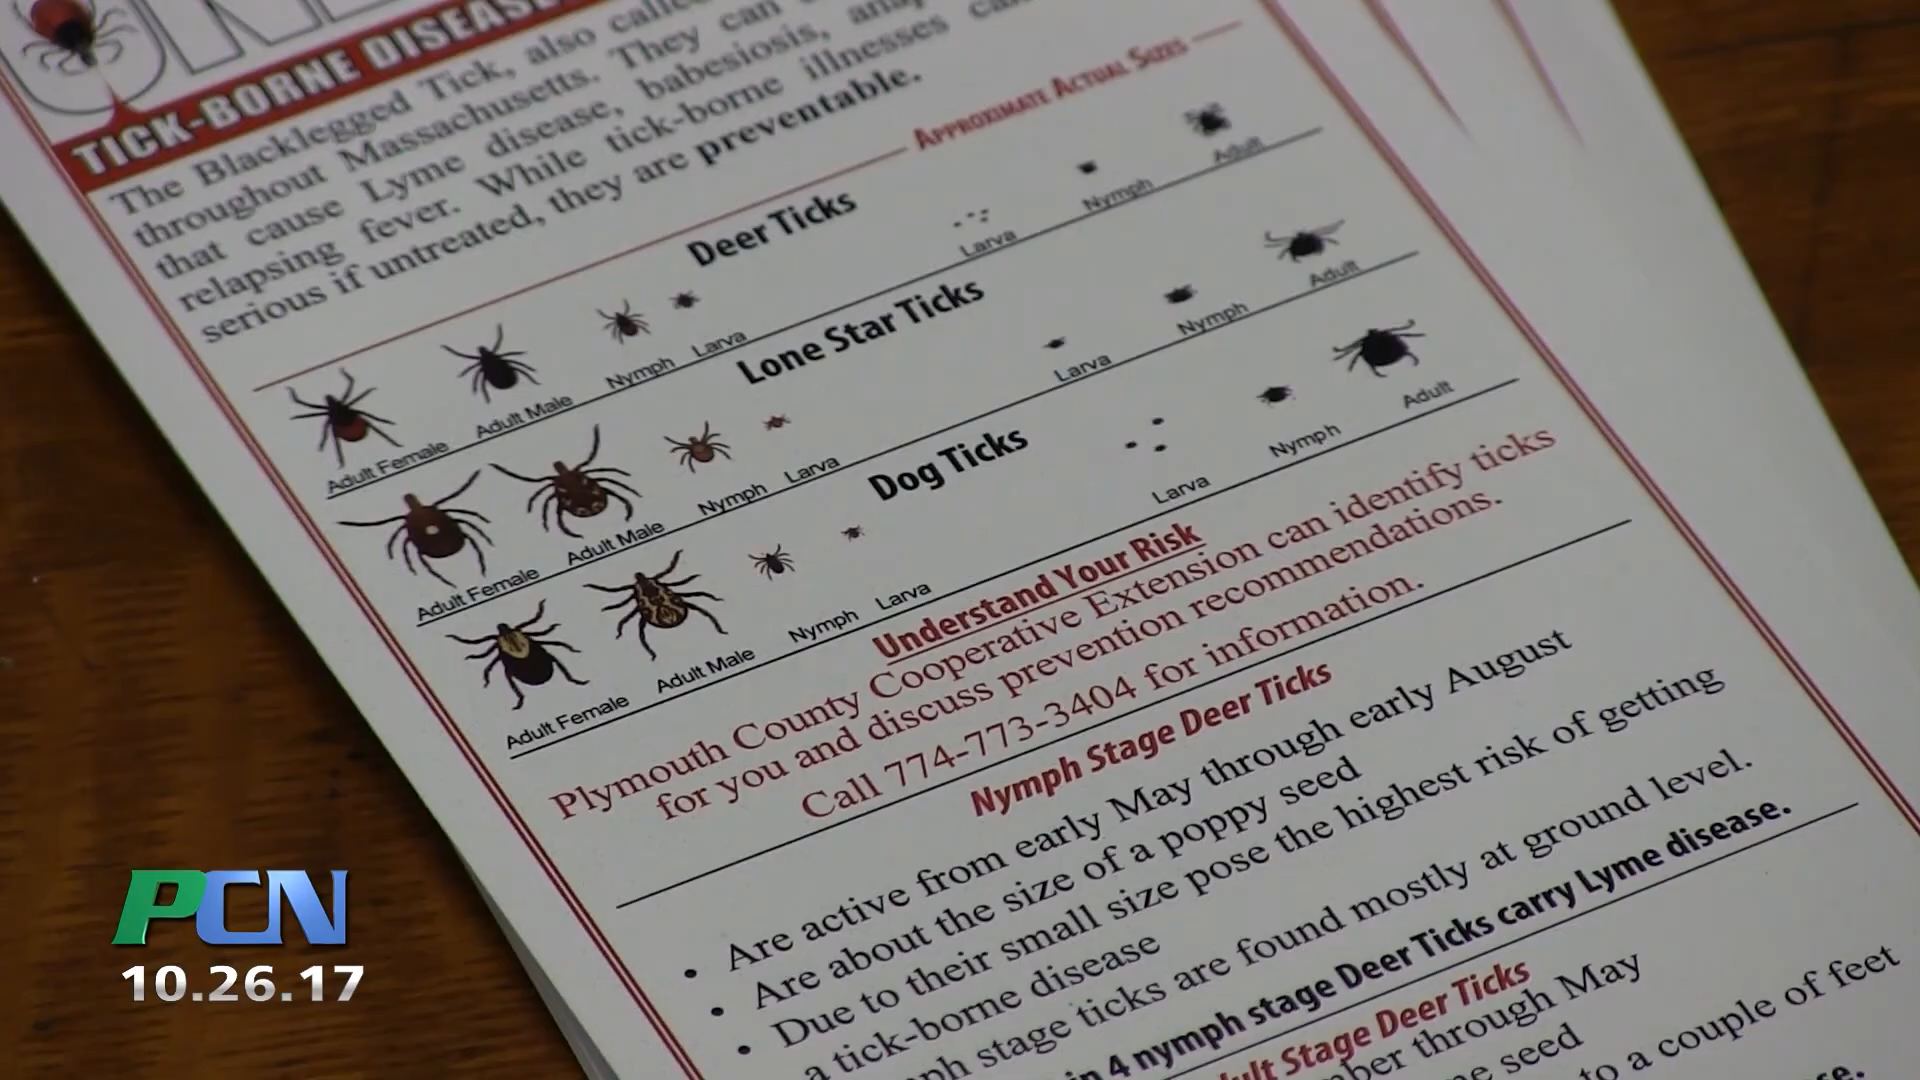 TICK-BORNE DISEASE
The Blacklegged Tick, also called
throughout Massachusetts. They can
that cause Lyme disease, babesiosis,
relapsing fever. While tick-borne illnesses
serious if untreated, they are preventable.
APPROXIMATE ACTUAL SIZES
Deer Ticks
Adult Female Adult Male Nymph Larva Larva Nymph Adult
Lone Star Ticks
Adult Female Adult Male Nymph Larva Larva Nymph Adult
Dog Ticks
Adult Female Adult Male Nymph Larva Larva Nymph Adult
Understand Your Risk
Plymouth County Cooperative Extension can identify ticks
for you and discuss prevention recommendations.
Call 774-773-3404 for information.
Nymph Stage Deer Ticks
• Are active from early May through early August
• Are about the size of a poppy seed
• Due to their small size pose the highest risk of getting
a tick-borne disease
stage ticks are found mostly at ground level.
in 4 nymph stage Deer Ticks carry Lyme disease.
Stage Deer Ticks
through May
seed
to a couple of feet
PCN
10.26.17